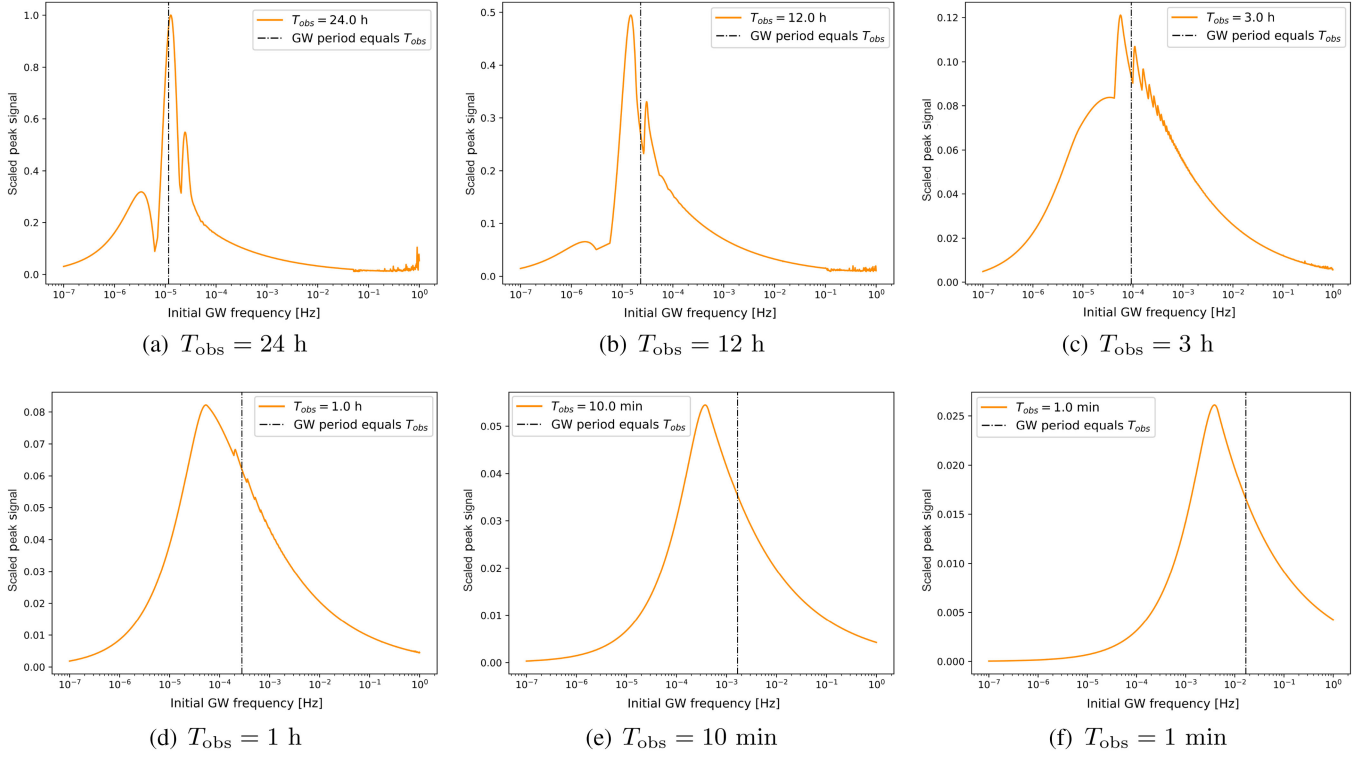 T_obs = 24.0 h
GW period equals T_obs
Scaled peak signal
1.0
0.8
0.6
0.4
0.2
0.0
10⁻⁷ 10⁻⁶ 10⁻⁵ 10⁻⁴ 10⁻³ 10⁻² 10⁻¹ 10⁰
Initial GW frequency [Hz]
(a) T_obs = 24 h
T_obs = 12.0 h
GW period equals T_obs
Scaled peak signal
0.5
0.4
0.3
0.2
0.1
0.0
10⁻⁷ 10⁻⁶ 10⁻⁵ 10⁻⁴ 10⁻³ 10⁻² 10⁻¹ 10⁰
Initial GW frequency [Hz]
(b) T_obs = 12 h
T_obs = 3.0 h
GW period equals T_obs
Scaled peak signal
0.12
0.10
0.08
0.06
0.04
0.02
0.00
10⁻⁷ 10⁻⁶ 10⁻⁵ 10⁻⁴ 10⁻³ 10⁻² 10⁻¹ 10⁰
Initial GW frequency [Hz]
(c) T_obs = 3 h
T_obs = 1.0 h
GW period equals T_obs
Scaled peak signal
0.08
0.07
0.06
0.05
0.04
0.03
0.02
0.01
0.00
10⁻⁷ 10⁻⁶ 10⁻⁵ 10⁻⁴ 10⁻³ 10⁻² 10⁻¹ 10⁰
Initial GW frequency [Hz]
(d) T_obs = 1 h
T_obs = 10.0 min
GW period equals T_obs
Scaled peak signal
0.05
0.04
0.03
0.02
0.01
0.00
10⁻⁷ 10⁻⁶ 10⁻⁵ 10⁻⁴ 10⁻³ 10⁻² 10⁻¹ 10⁰
Initial GW frequency [Hz]
(e) T_obs = 10 min
T_obs = 1.0 min
GW period equals T_obs
Scaled peak signal
0.025
0.020
0.015
0.010
0.005
0.000
10⁻⁷ 10⁻⁶ 10⁻⁵ 10⁻⁴ 10⁻³ 10⁻² 10⁻¹ 10⁰
Initial GW frequency [Hz]
(f) T_obs = 1 min